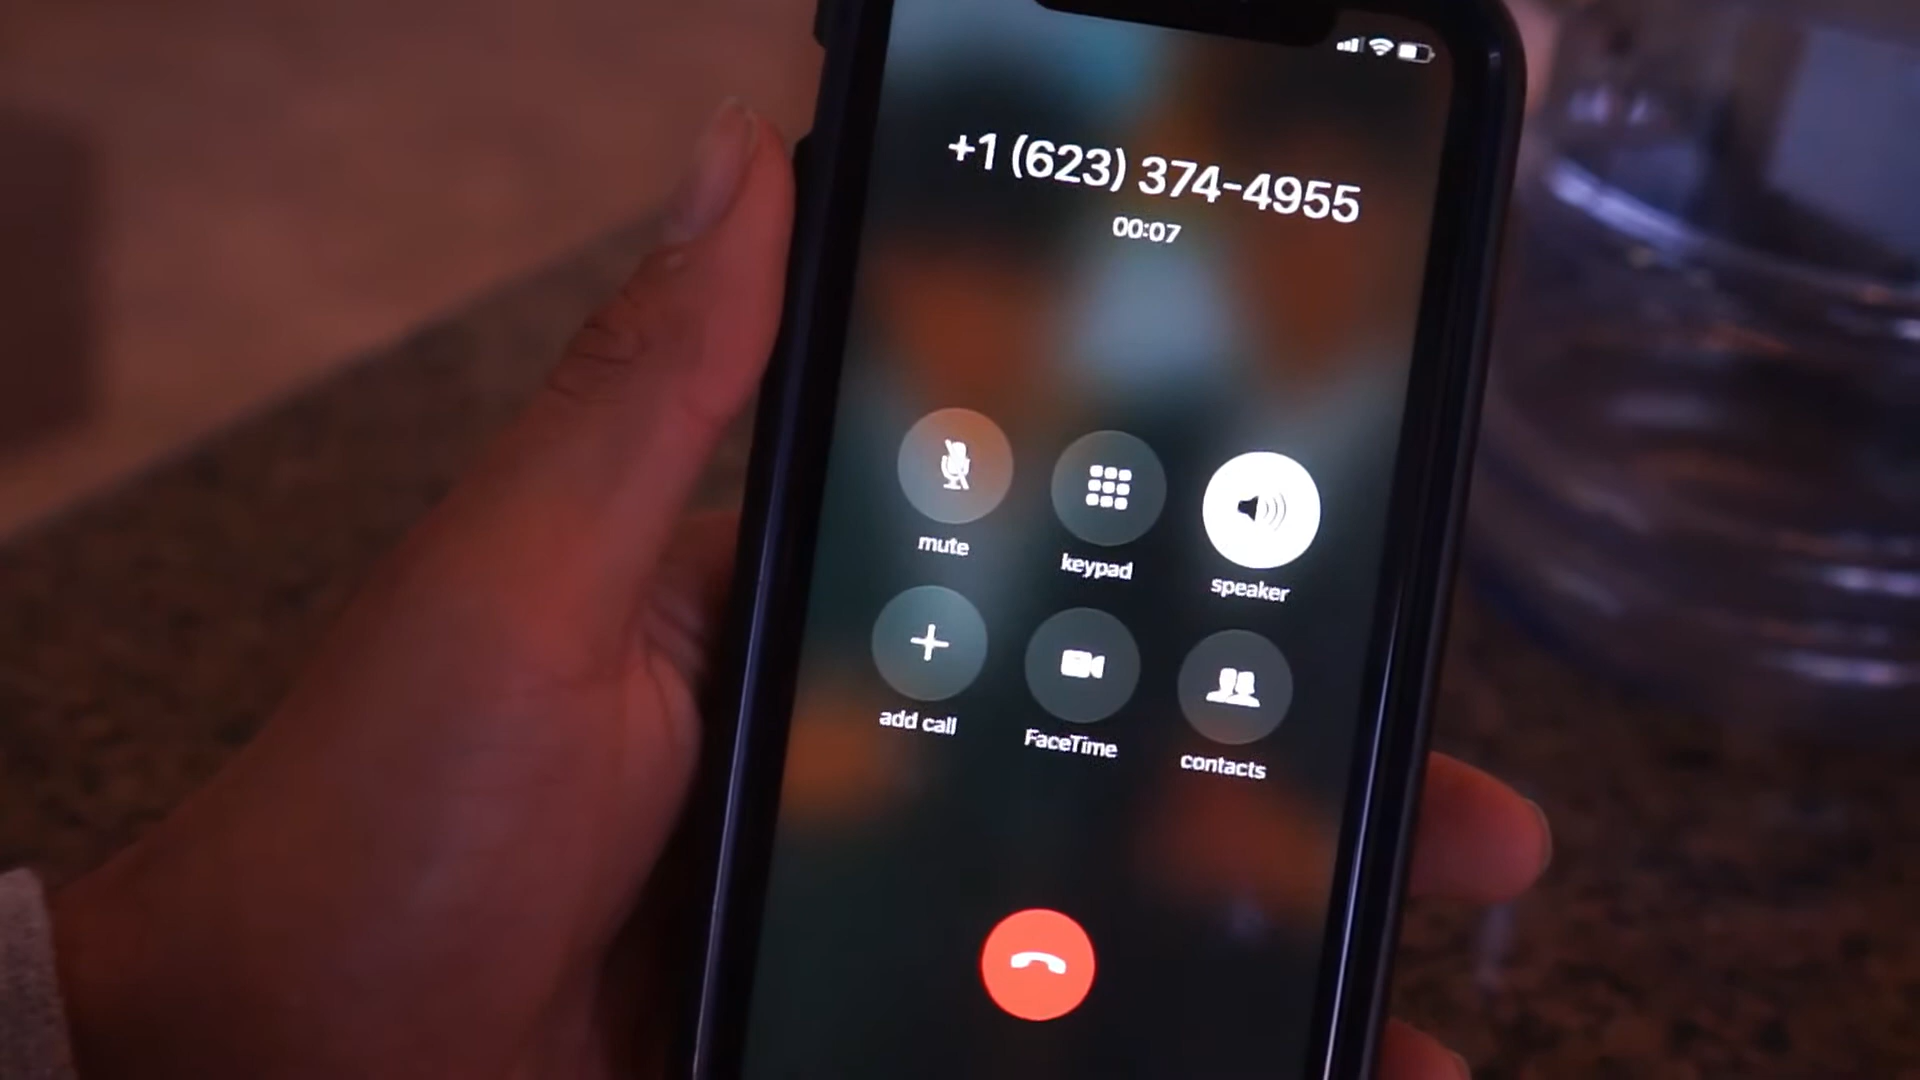 +1 (623) 374-4955
00:07
mute
keypad
speaker
add call
FaceTime
contacts